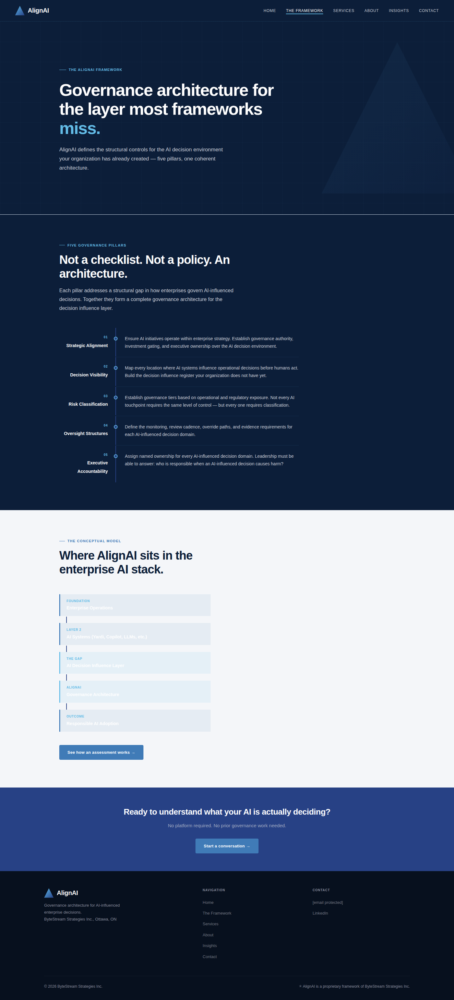 AlignAI
HOME THE FRAMEWORK SERVICES ABOUT INSIGHTS CONTACT
THE ALIGNAI FRAMEWORK
Governance architecture for
the layer most frameworks
miss.
AlignAI defines the structural controls for the AI decision environment
your organization has already created — five pillars, one coherent
architecture.
FIVE GOVERNANCE PILLARS
Not a checklist. Not a policy. An
architecture.
Each pillar addresses a structural gap in how enterprises govern AI-influenced
decisions. Together they form a complete governance architecture for the
decision influence layer.
01
Strategic Alignment
Ensure AI initiatives operate within enterprise strategy. Establish governance authority,
investment gating, and executive ownership over the AI decision environment.
02
Decision Visibility
Map every location where AI systems influence operational decisions before humans act.
Build the decision influence register your organization does not have yet.
03
Risk Classification
Establish governance tiers based on operational and regulatory exposure. Not every AI
touchpoint requires the same level of control — but every one requires classification.
04
Oversight Structures
Define the monitoring, review cadence, override paths, and evidence requirements for
each AI-influenced decision domain.
05
Executive
Accountability
Assign named ownership for every AI-influenced decision domain. Leadership must be
able to answer: who is responsible when an AI-influenced decision causes harm?
THE CONCEPTUAL MODEL
Where AlignAI sits in the
enterprise AI stack.
FOUNDATION
Enterprise Operations
LAYER 2
AI Systems (Yardi, Copilot, LLMs, etc.)
THE GAP
AI Decision Influence Layer
ALIGNAI
Governance Architecture
OUTCOME
Responsible AI Adoption
See how an assessment works →
Ready to understand what your AI is actually deciding?
No platform required. No prior governance work needed.
Start a conversation →
AlignAI
Governance architecture for AI-influenced
enterprise decisions.
ByteStream Strategies Inc., Ottawa, ON
NAVIGATION
Home
The Framework
Services
About
Insights
Contact
CONTACT
[email protected]
LinkedIn
© 2026 ByteStream Strategies Inc.
★ AlignAI is a proprietary framework of ByteStream Strategies Inc.